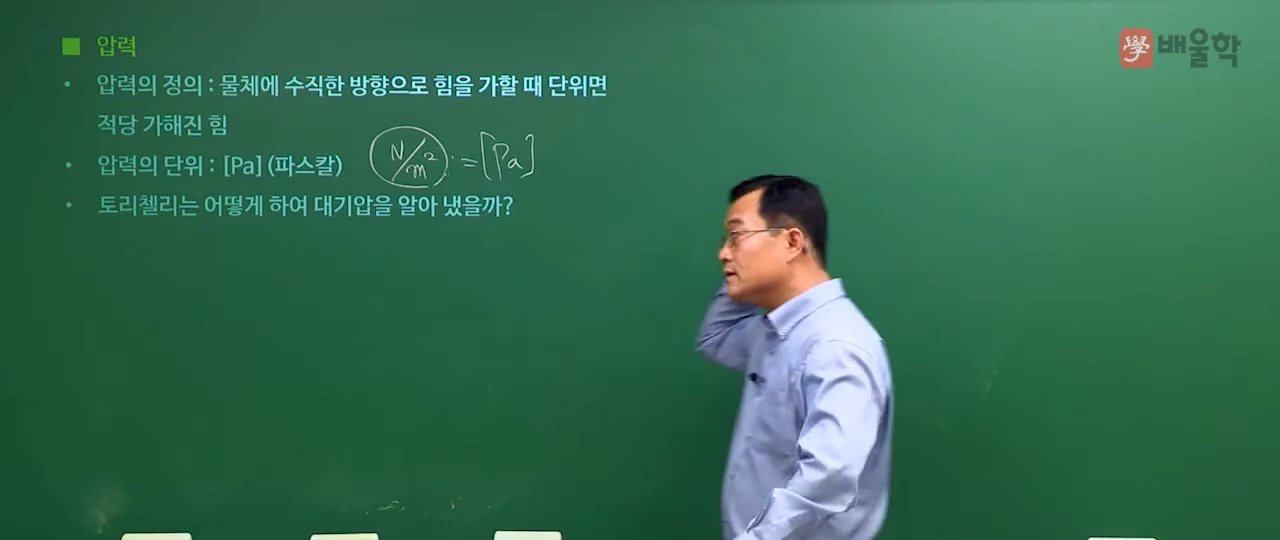 ■ 압력
學 배울학
• 압력의 정의 : 물체에 수직한 방향으로 힘을 가할 때 단위면
적당 가해진 힘
• 압력의 단위 : [Pa] (파스칼) N/m² = [Pa]
• 토리첼리는 어떻게 하여 대기압을 알아 냈을까?